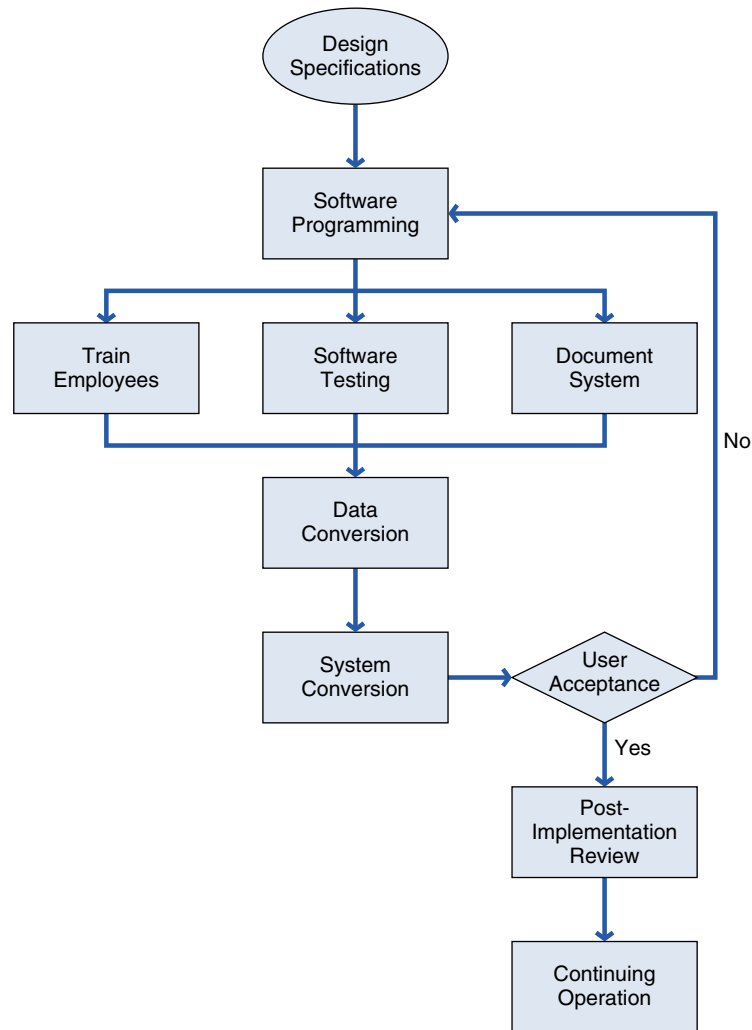 Design
Specifications
Software
Programming
Train
Employees
Software
Testing
Document
System
No
Data
Conversion
System
Conversion
User
Acceptance
Yes
Post-
Implementation
Review
Continuing
Operation